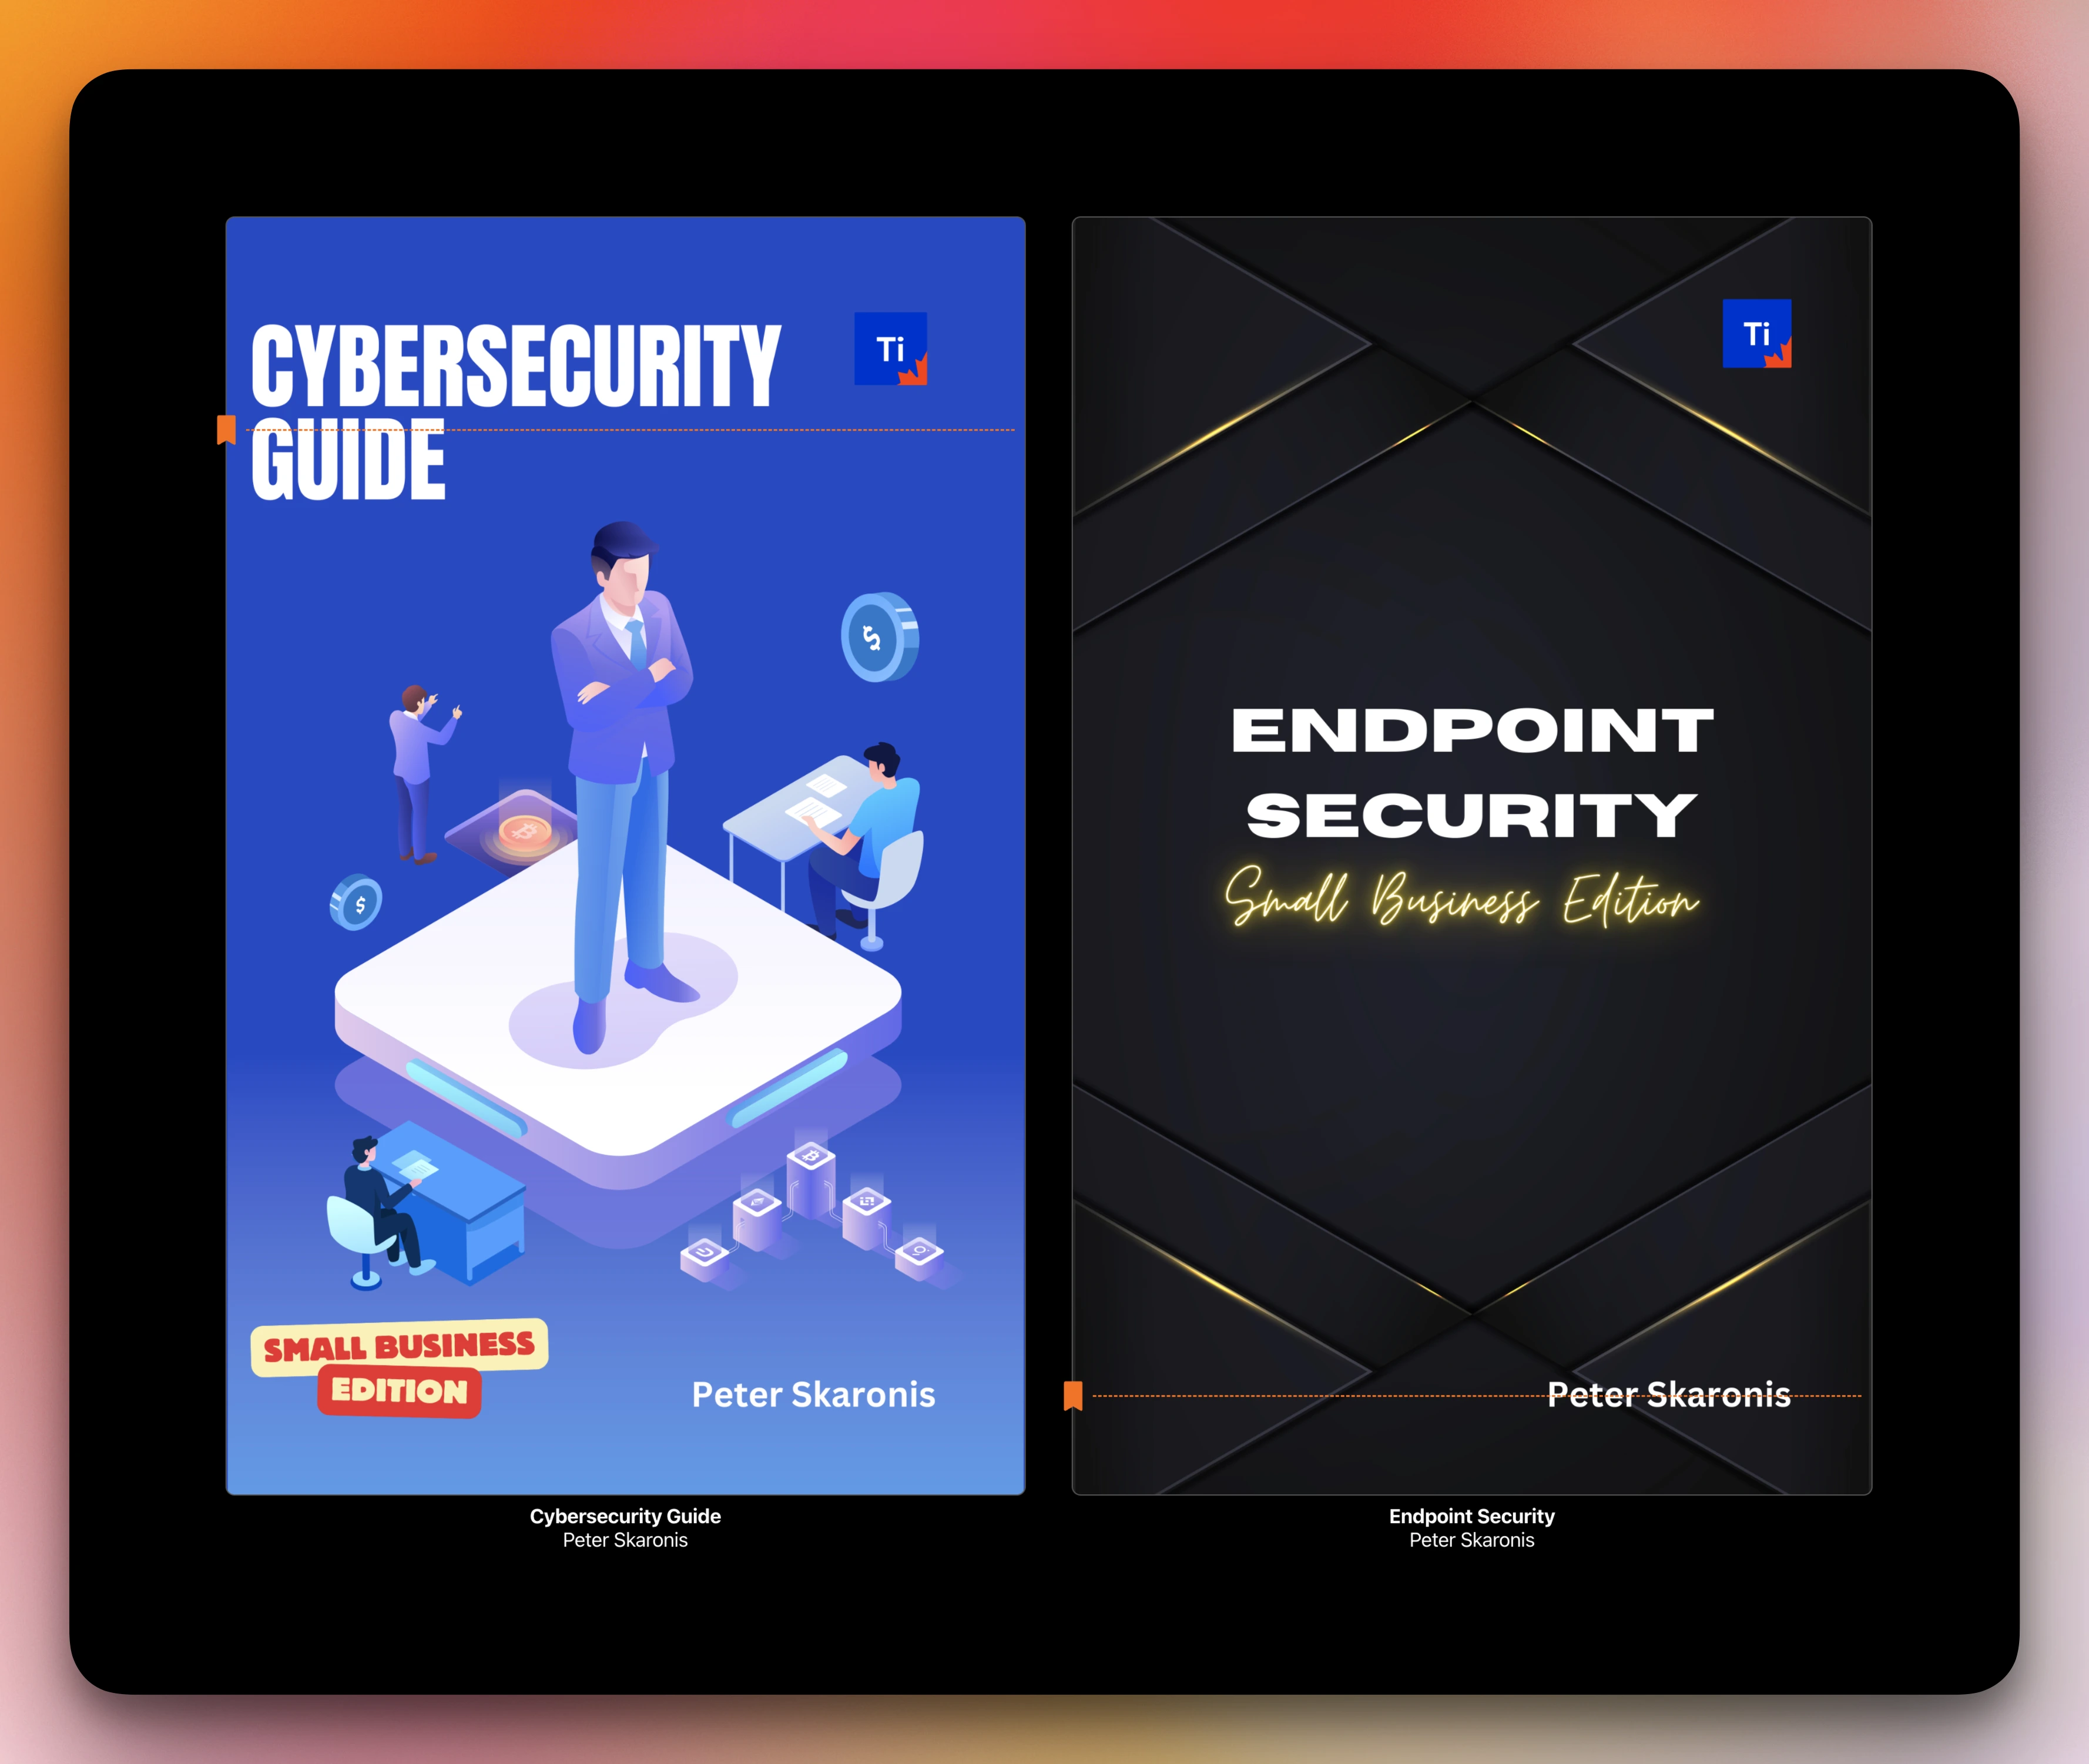 CYBERSECURITY
GUIDE
Ti
$
$
SMALL BUSINESS
EDITION
Peter Skaronis
Cybersecurity Guide
Peter Skaronis
Ti
ENDPOINT
SECURITY
Small Business Edition
Peter Skaronis
Endpoint Security
Peter Skaronis